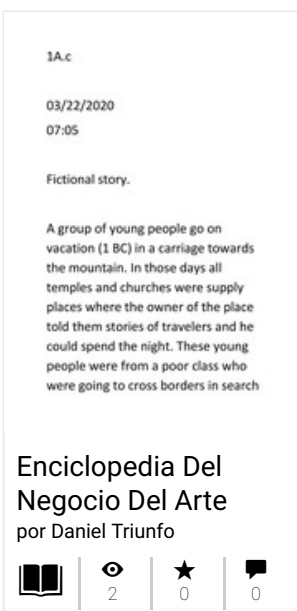 1A.c
03/22/2020
07:05
Fictional story.
A group of young people go on
vacation (1 BC) in a carriage towards
the mountain. In those days all
temples and churches were supply
places where the owner of the place
told them stories of travelers and he
could spend the night. These young
people were from a poor class who
were going to cross borders in search
Enciclopedia Del
Negocio Del Arte
por Daniel Triunfo
2 0 0